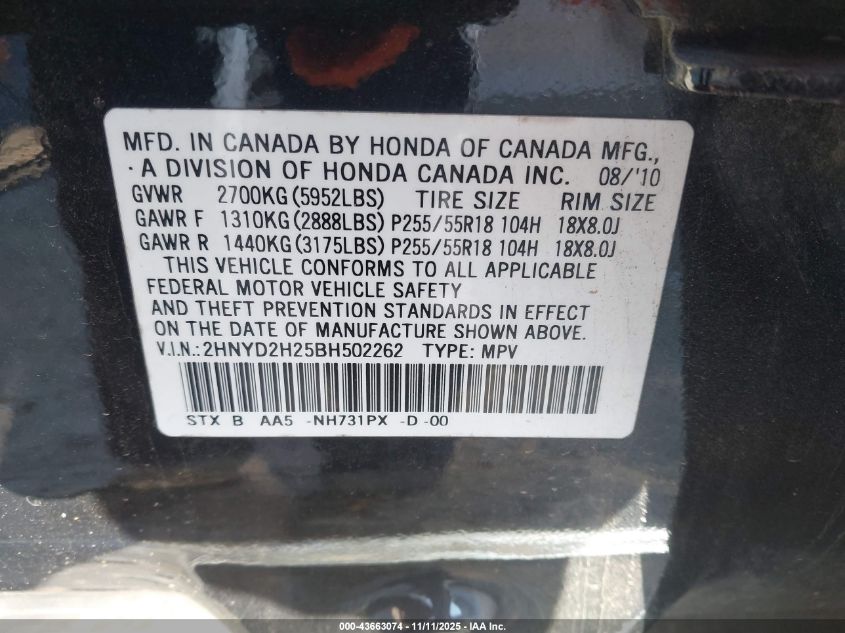 MFD. IN CANADA BY HONDA OF CANADA MFG.,
· A DIVISION OF HONDA CANADA INC. 08/'10
GVWR 2700KG(5952LBS) TIRE SIZE RIM SIZE
GAWR F 1310KG(2888LBS) P255/55R18 104H 18X8.0J
GAWR R 1440KG(3175LBS) P255/55R18 104H 18X8.0J
THIS VEHICLE CONFORMS TO ALL APPLICABLE
FEDERAL MOTOR VEHICLE SAFETY
AND THEFT PREVENTION STANDARDS IN EFFECT
ON THE DATE OF MANUFACTURE SHOWN ABOVE.
V.I.N.:2HNYD2H25BH502262 TYPE: MPV
STX B AA5 -NH731PX -D -00
000-43663074 - 11/11/2025 - IAA Inc.